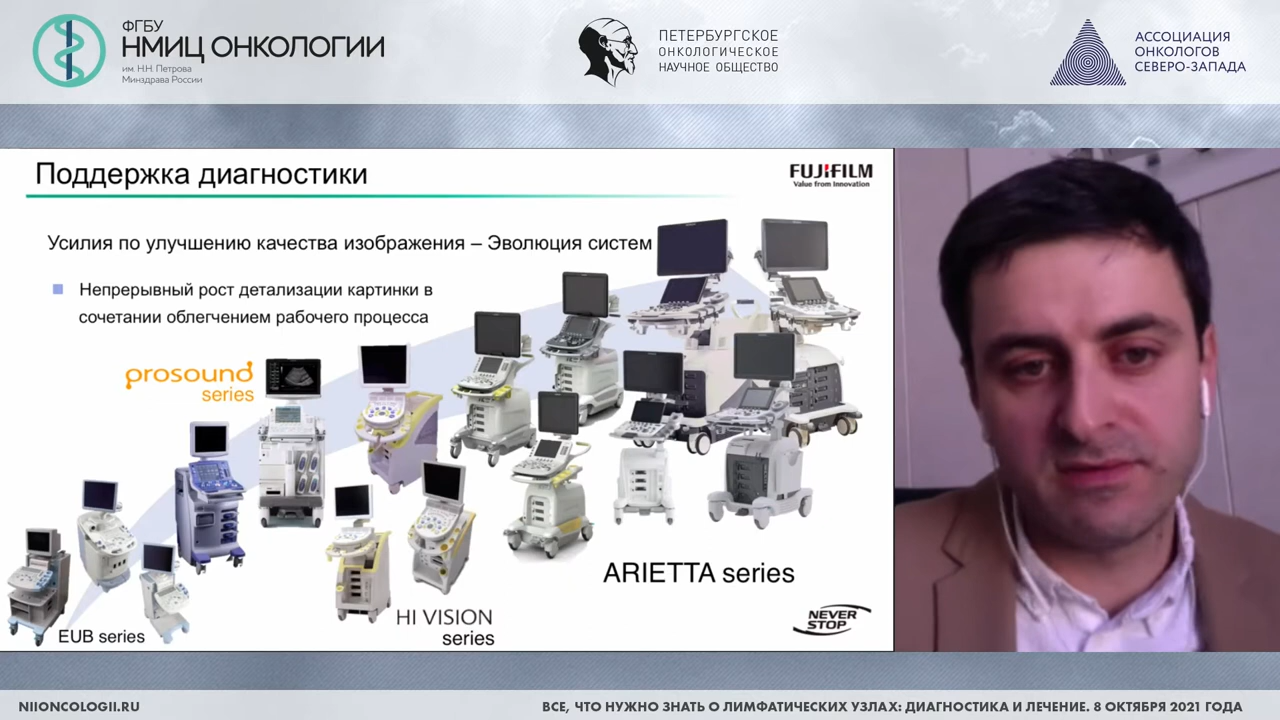 ФГБУ
НМИЦ ОНКОЛОГИИ
им. Н.Н. Петрова
Минздрава России
ПЕТЕРБУРГСКОЕ
ОНКОЛОГИЧЕСКОЕ
НАУЧНОЕ ОБЩЕСТВО
АССОЦИАЦИЯ
ОНКОЛОГОВ
СЕВЕРО-ЗАПАДА
Поддержка диагностики
FUJIFILM
Value from Innovation
Усилия по улучшению качества изображения – Эволюция систем
Непрерывный рост детализации картинки в
сочетании облегчением рабочего процесса
prosound
series
ARIETTA series
HI VISION
series
EUB series
NEVER
STOP
NIIONCOLOGII.RU
ВСЕ, ЧТО НУЖНО ЗНАТЬ О ЛИМФАТИЧЕСКИХ УЗЛАХ: ДИАГНОСТИКА И ЛЕЧЕНИЕ. 8 ОКТЯБРЯ 2021 ГОДА